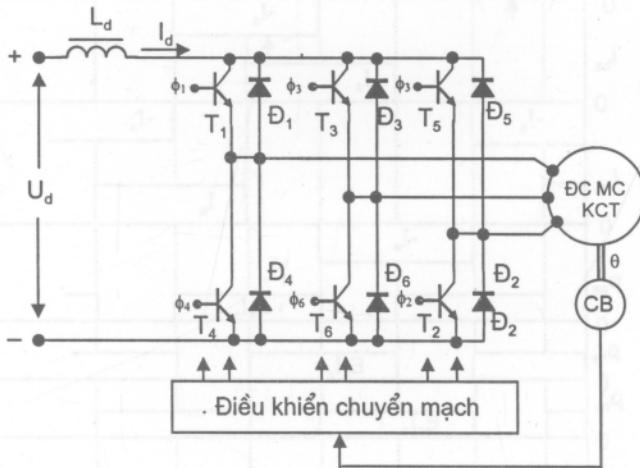 L_d
I_d
+
ϕ₁
T₁
Đ₁
ϕ₃
T₃
Đ₃
ϕ₃
T₅
Đ₅
U_d
ĐC MC
KCT
θ
CB
Đ₄
ϕ₄
T₄
Đ₆
ϕ₆
T₆
Đ₂
ϕ₂
T₂
Đ₂
−
Điều khiển chuyển mạch